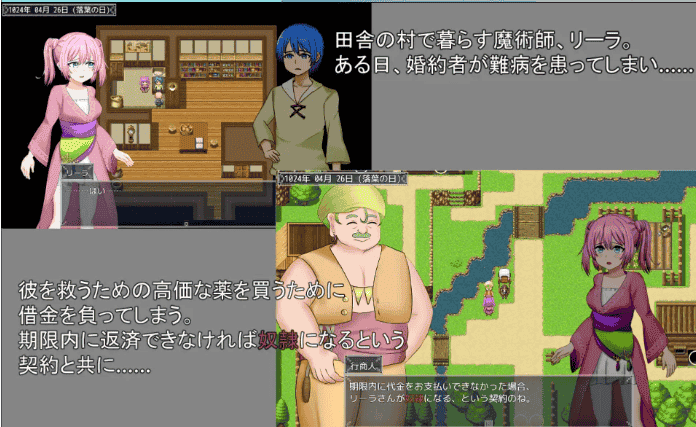 1024年 04月 26日 (落葉の日)
田舎の村で暮らす魔術師、リーラ。
ある日、婚約者が難病を患ってしまい……
リーラ
……はい
彼を救うための高価な薬を買うために、
借金を負ってしまう。
期限内に返済できなければ奴隷になるという
契約と共に……
1024年 04月 26日 (落葉の日)
行商人
期限内に代金をお支払いできなかった場合、
リーラさんが奴隷になる、という契約のね。